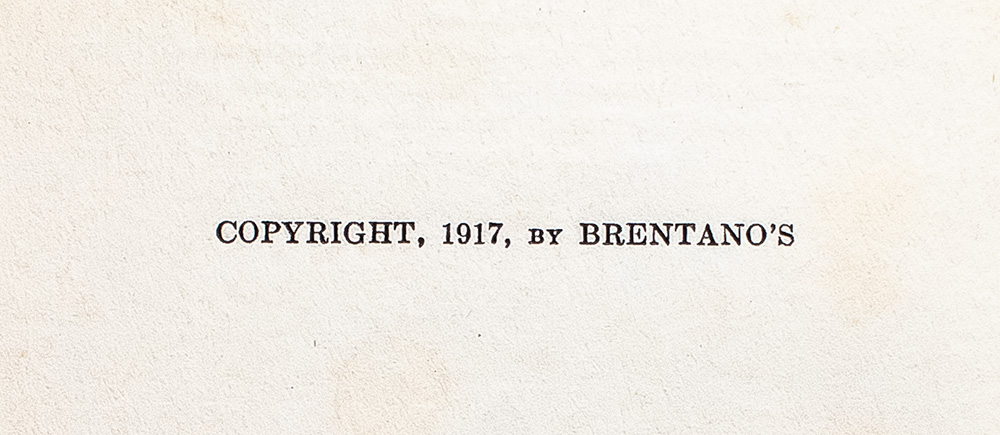 COPYRIGHT, 1917, BY BRENTANO'S